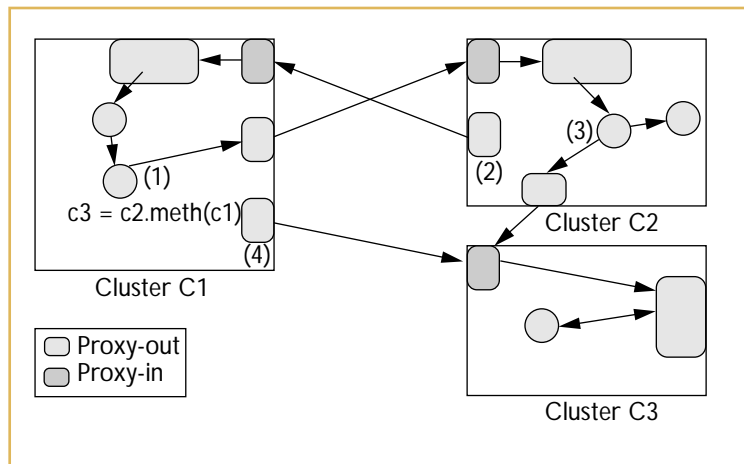 (1)
c3 = c2.meth(c1)
(4)
Cluster C1
(2)
(3)
Cluster C2
Cluster C3
Proxy-out
Proxy-in